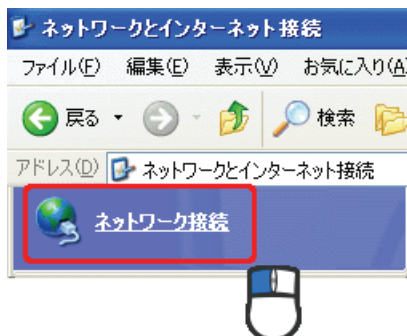 ネットワークとインターネット接続
ファイル(F) 編集(E) 表示(V) お気に入り(A)
戻る 検索
アドレス(D) ネットワークとインターネット接続
ネットワーク接続